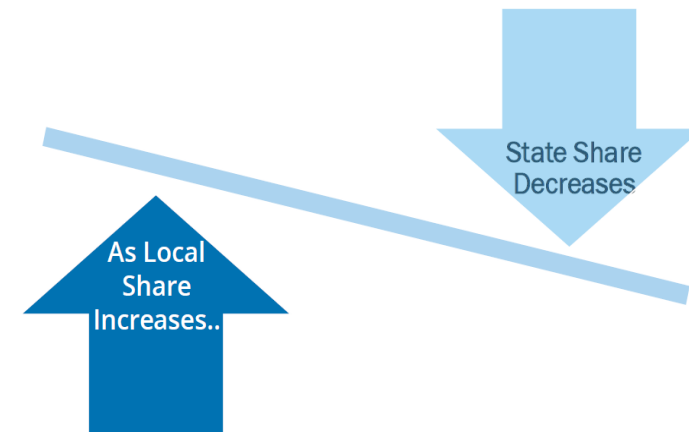 As Local
Share
Increases..
State Share
Decreases